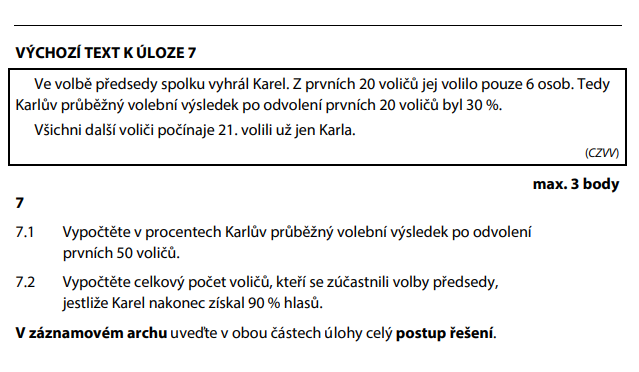 VÝCHOZÍ TEXT K ÚLOZE 7
Ve volbě předsedy spolku vyhrál Karel. Z prvních 20 voličů jej volilo pouze 6 osob. Tedy
Karlův průběžný volební výsledek po odvolení prvních 20 voličů byl 30 %.
Všichni další voliči počínaje 21. volili už jen Karla.
(CZVV)
max. 3 body
7
7.1 Vypočtěte v procentech Karlův průběžný volební výsledek po odvolení
prvních 50 voličů.
7.2 Vypočtěte celkový počet voličů, kteří se zúčastnili volby předsedy,
jestliže Karel nakonec získal 90 % hlasů.
V záznamovém archu uveďte v obou částech úlohy celý postup řešení.